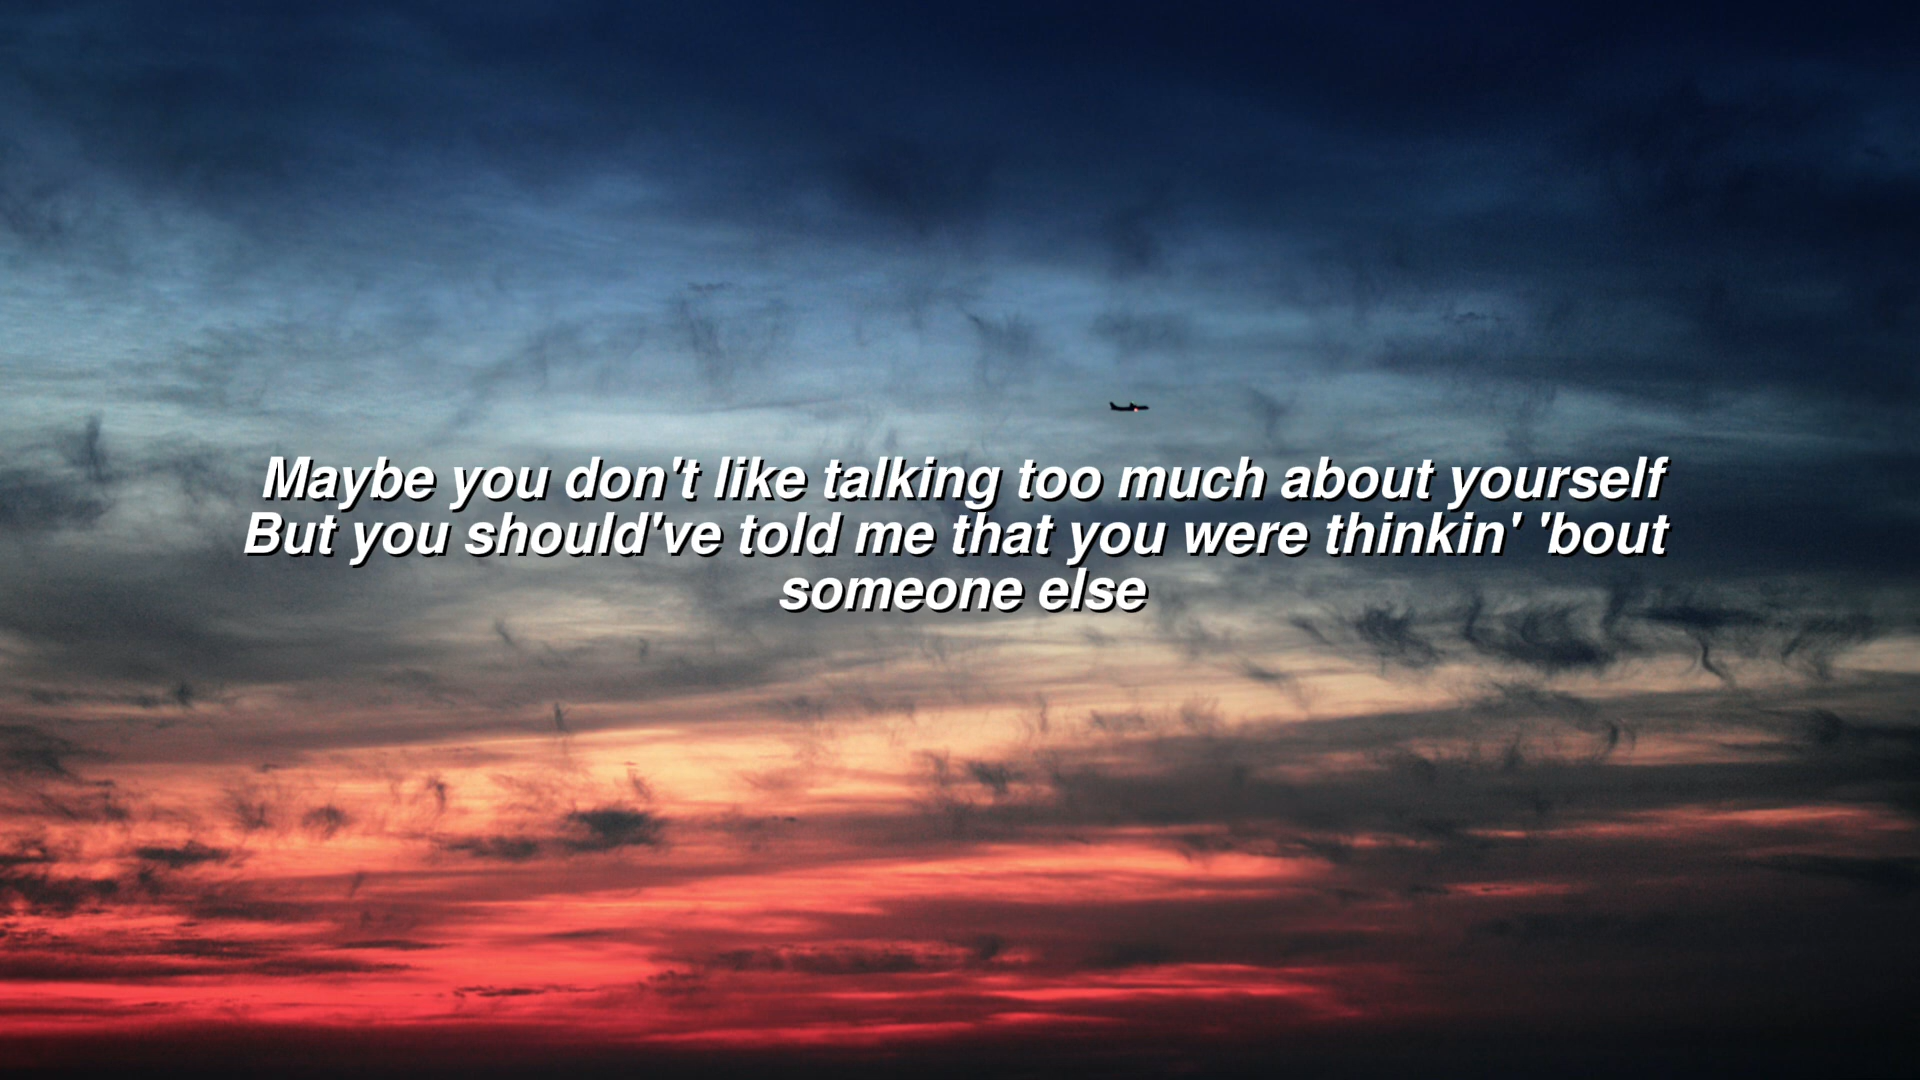 Maybe you don't like talking too much about yourself
But you should've told me that you were thinkin' 'bout
someone else